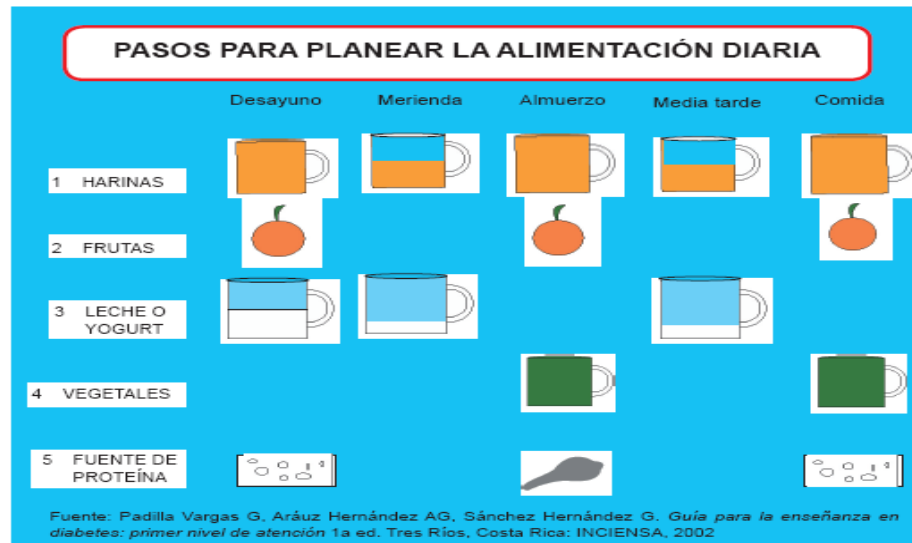 PASOS PARA PLANEAR LA ALIMENTACIÓN DIARIA
Desayuno Merienda Almuerzo Media tarde Comida
1 HARINAS
2 FRUTAS
3 LECHE O
YOGURT
4 VEGETALES
5 FUENTE DE
PROTEÍNA
Fuente: Padilla Vargas G, Aráuz Hernández AG, Sánchez Hernández G. Guía para la enseñanza en
diabetes: primer nivel de atención 1a ed. Tres Ríos, Costa Rica: INCIENSA, 2002